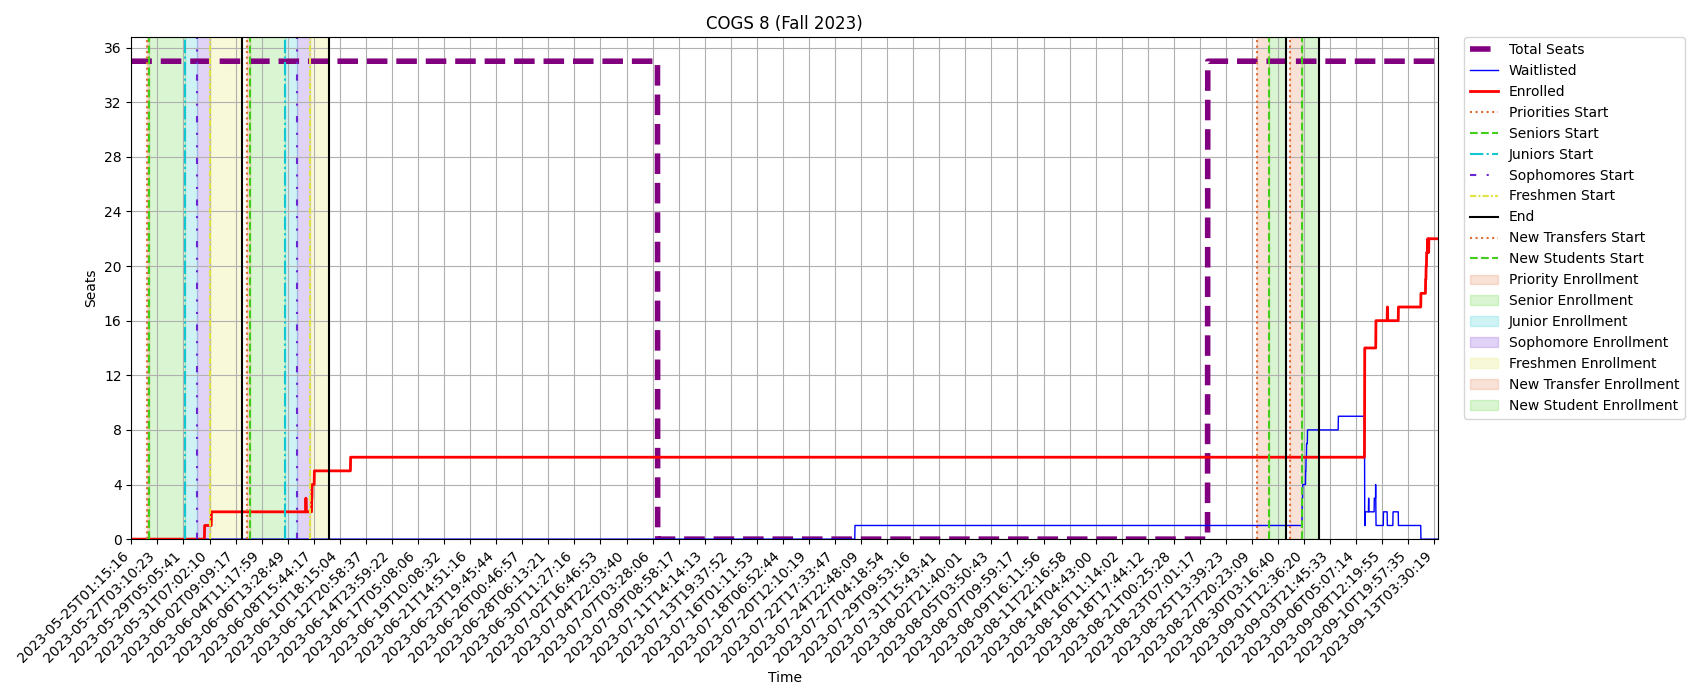 COGS 8 (Fall 2023)
Seats
36
32
28
24
20
16
12
8
4
0
2023-05-25T01:15:16
2023-05-27T03:10:23
2023-05-29T05:05:41
2023-05-31T07:02:10
2023-06-02T09:09:17
2023-06-04T11:17:59
2023-06-06T13:28:49
2023-06-08T15:44:17
2023-06-10T18:15:04
2023-06-12T20:58:37
2023-06-14T23:59:22
2023-06-17T05:08:06
2023-06-19T10:08:32
2023-06-21T14:51:16
2023-06-23T19:45:44
2023-06-26T00:46:57
2023-06-28T06:13:21
2023-06-30T11:27:16
2023-07-02T16:46:53
2023-07-04T22:03:40
2023-07-07T03:28:06
2023-07-09T08:58:17
2023-07-11T14:14:13
2023-07-13T19:37:52
2023-07-16T01:11:53
2023-07-18T06:52:44
2023-07-20T12:10:19
2023-07-22T17:33:47
2023-07-24T22:48:09
2023-07-27T04:18:54
2023-07-29T09:53:16
2023-07-31T15:43:41
2023-08-02T21:40:01
2023-08-05T03:50:43
2023-08-07T09:59:17
2023-08-09T16:11:56
2023-08-11T22:16:58
2023-08-14T04:43:00
2023-08-16T11:14:02
2023-08-18T17:44:12
2023-08-21T00:25:28
2023-08-23T07:01:17
2023-08-25T13:39:23
2023-08-27T20:23:09
2023-08-30T03:16:40
2023-09-01T12:36:20
2023-09-03T21:45:33
2023-09-06T05:07:14
2023-09-08T12:19:55
2023-09-10T19:57:35
2023-09-13T03:30:19
Time
Total Seats
Waitlisted
Enrolled
Priorities Start
Seniors Start
Juniors Start
Sophomores Start
Freshmen Start
End
New Transfers Start
New Students Start
Priority Enrollment
Senior Enrollment
Junior Enrollment
Sophomore Enrollment
Freshmen Enrollment
New Transfer Enrollment
New Student Enrollment